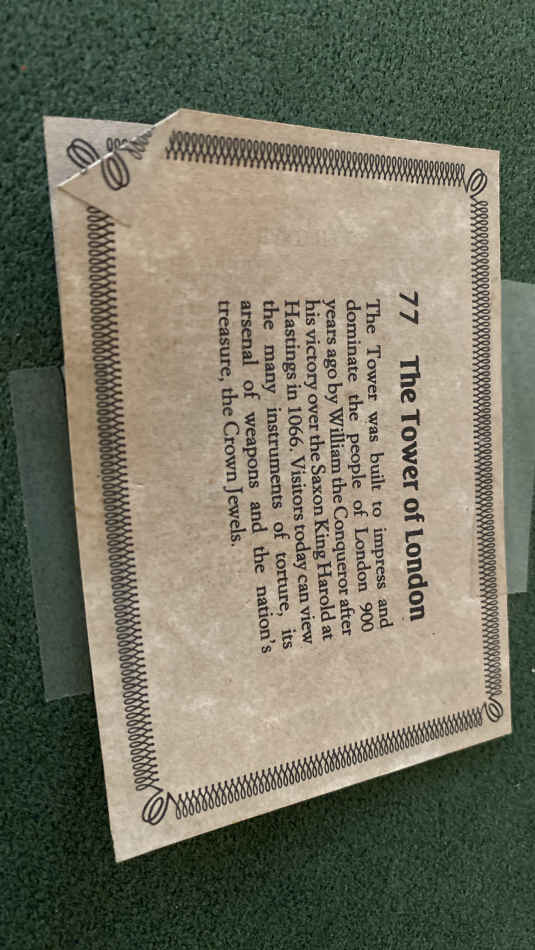 77 The Tower of London
The Tower was built to impress and
dominate the people of London 900
years ago by William the Conqueror after
his victory over the Saxon King Harold at
Hastings in 1066. Visitors today can view
the many instruments of torture, its
arsenal of weapons and the nation's
treasure, the Crown Jewels.